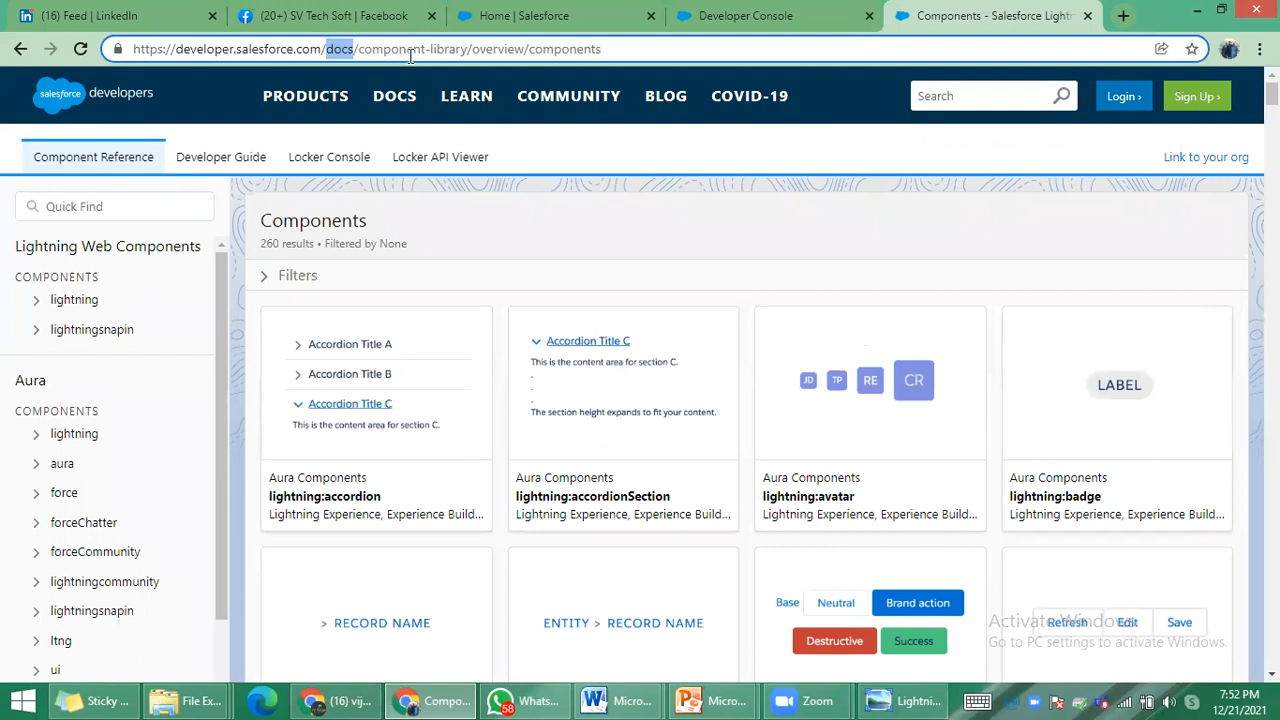 (16) Feed | LinkedIn
(20+) SV Tech Soft | Facebook
Home | Salesforce
Developer Console
Components - Salesforce Lightn
https://developer.salesforce.com/docs/component-library/overview/components
salesforce developers
PRODUCTS DOCS LEARN COMMUNITY BLOG COVID-19
Search
Login ›
Sign Up ›
Component Reference Developer Guide Locker Console Locker API Viewer
Link to your org
Quick Find
Lightning Web Components
COMPONENTS
lightning
lightningsnapin
Aura
COMPONENTS
lightning
aura
force
forceChatter
forceCommunity
lightningcommunity
lightningsnapin
ltng
ui
Components
260 results • Filtered by None
Filters
Accordion Title A
Accordion Title B
Accordion Title C
This is the content area for section C.
Aura Components
lightning:accordion
Lightning Experience, Experience Build...
Accordion Title C
This is the content area for section C.
.
.
.
The section height expands to fit your content.
Aura Components
lightning:accordionSection
Lightning Experience, Experience Build...
JD TP RE CR
Aura Components
lightning:avatar
Lightning Experience, Experience Buil...
LABEL
Aura Components
lightning:badge
Lightning Experience, Experience Build...
> RECORD NAME
ENTITY > RECORD NAME
Base Neutral Brand action
Destructive Success
Refresh Edit Save
Activate Windows
Go to PC settings to activate Windows.
Sticky ...
File Ex...
(16) vij...
Compo...
58
Whats...
Micro...
Micro...
Zoom
Lightni...
7:52 PM
12/21/2021